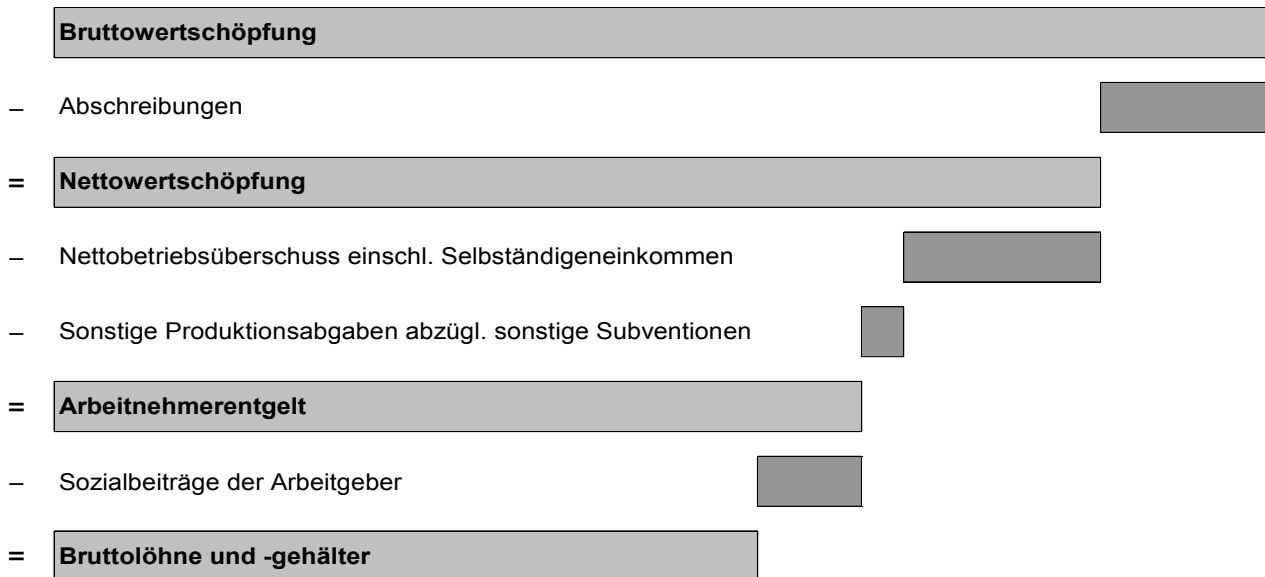 Bruttowertschöpfung
– Abschreibungen
= Nettowertschöpfung
– Nettobetriebsüberschuss einschl. Selbständigeneinkommen
– Sonstige Produktionsabgaben abzügl. sonstige Subventionen
= Arbeitnehmerentgelt
– Sozialbeiträge der Arbeitgeber
= Bruttolöhne und -gehälter